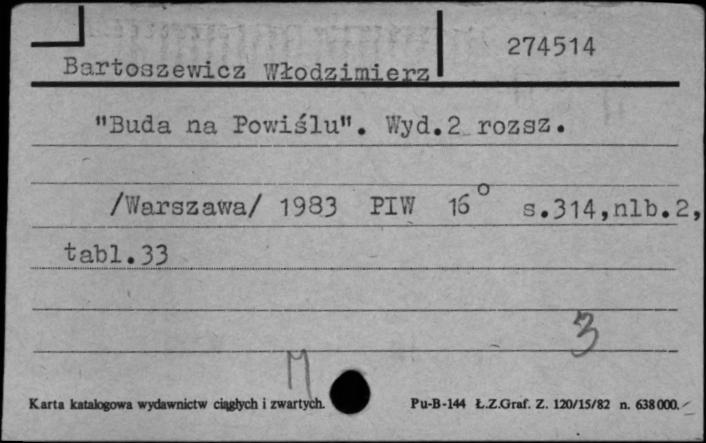 274514
Bartoszewicz Włodzimierz
"Buda na Powiślu". Wyd.2 rozsz.
/Warszawa/ 1983 PIW 16° s.314,nlb.2,
tabl.33
3
M
Karta katalogowa wydawnictw ciągłych i zwartych. Pu-B-144 Ł.Z.Graf. Z. 120/15/82 n. 638000.